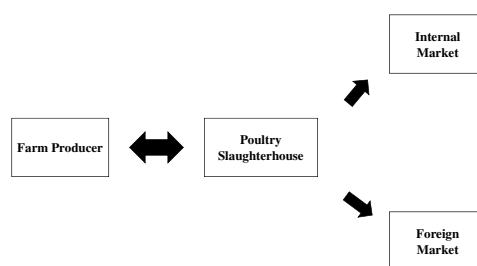 Internal
Market
Farm Producer
Poultry
Slaughterhouse
Foreign
Market